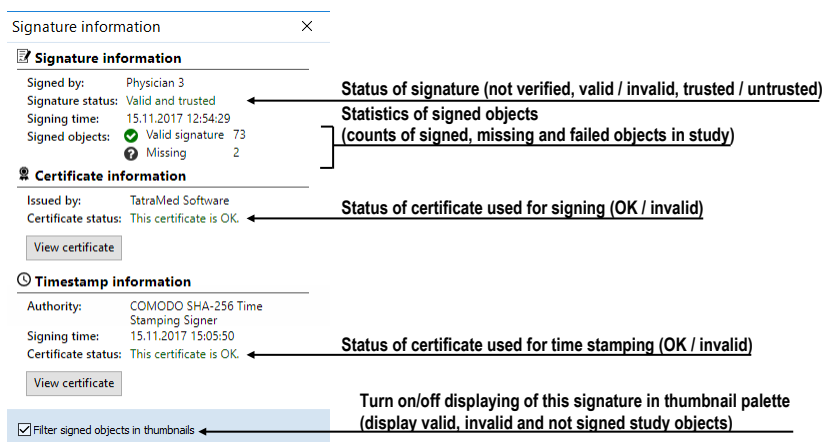 Signature information
Signature information
Signed by: Physician 3
Signature status: Valid and trusted
Signing time: 15.11.2017 12:54:29
Signed objects: Valid signature 73
? Missing 2
Certificate information
Issued by: TatraMed Software
Certificate status: This certificate is OK.
View certificate
Timestamp information
Authority: COMODO SHA-256 Time
Stamping Signer
Signing time: 15.11.2017 15:05:50
Certificate status: This certificate is OK.
View certificate
Filter signed objects in thumbnails
Status of signature (not verified, valid / invalid, trusted / untrusted)
Statistics of signed objects
(counts of signed, missing and failed objects in study)
Status of certificate used for signing (OK / invalid)
Status of certificate used for time stamping (OK / invalid)
Turn on/off displaying of this signature in thumbnail palette
(display valid, invalid and not signed study objects)